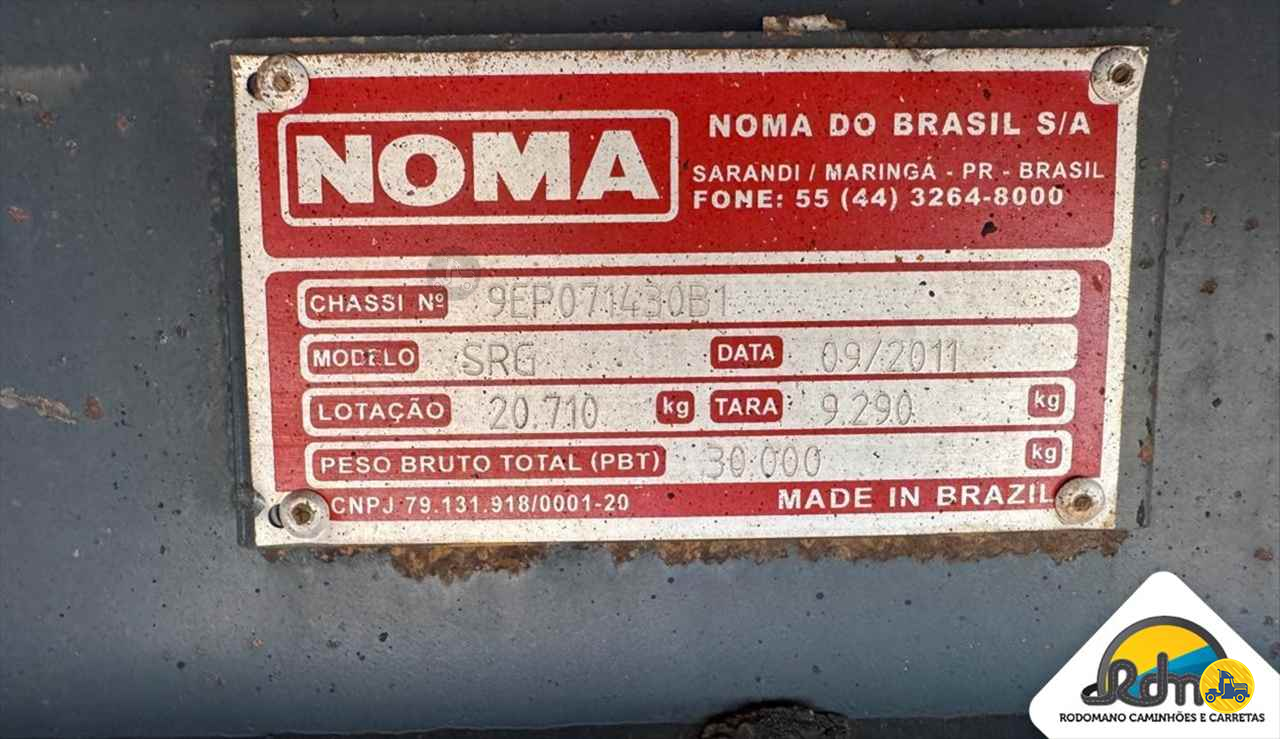 NOMA
NOMA DO BRASIL S/A
SARANDI / MARINGÁ - PR - BRASIL
FONE: 55 (44) 3264-8000
CHASSI Nº 9EP071430B1
MODELO SRG DATA 09/2011
LOTAÇÃO 20.710 kg TARA 9.290 kg
PESO BRUTO TOTAL (PBT) 30.000 kg
CNPJ 79.131.918/0001-20 MADE IN BRAZIL
Rdm
RODOMANO CAMINHÕES E CARRETAS